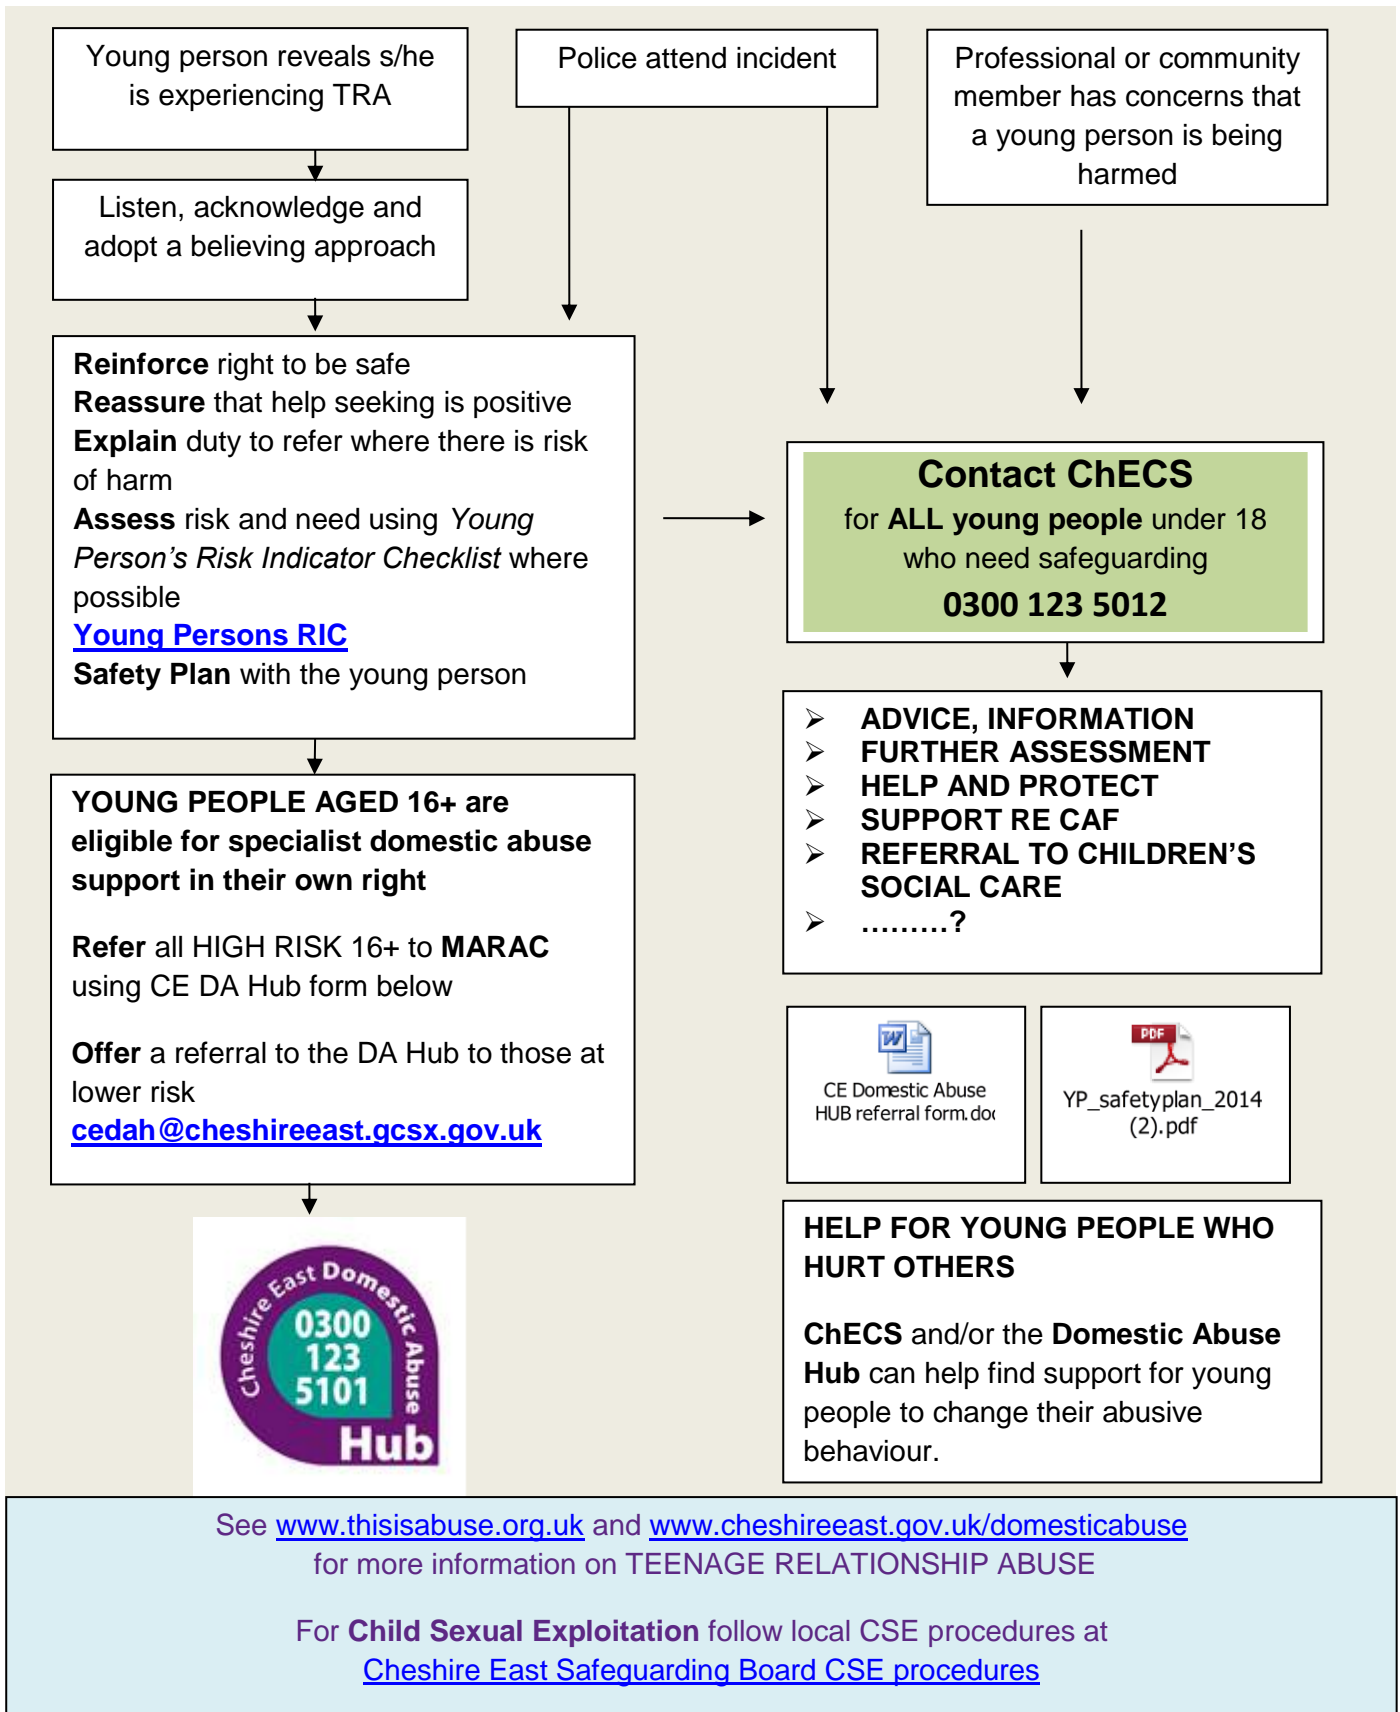 Young person reveals s/he
is experiencing TRA
Police attend incident
Professional or community
member has concerns that
a young person is being
harmed
Listen, acknowledge and
adopt a believing approach
Reinforce right to be safe
Reassure that help seeking is positive
Explain duty to refer where there is risk
of harm
Assess risk and need using Young
Person's Risk Indicator Checklist where
possible
Young Persons RIC
Safety Plan with the young person
Contact ChECS
for ALL young people under 18
who need safeguarding
0300 123 5012
➢ ADVICE, INFORMATION
➢ FURTHER ASSESSMENT
➢ HELP AND PROTECT
➢ SUPPORT RE CAF
➢ REFERRAL TO CHILDREN'S
SOCIAL CARE
➢ ………?
YOUNG PEOPLE AGED 16+ are
eligible for specialist domestic abuse
support in their own right
Refer all HIGH RISK 16+ to MARAC
using CE DA Hub form below
Offer a referral to the DA Hub to those at
lower risk
cedah@cheshireeast.gcsx.gov.uk
W
CE Domestic Abuse
HUB referral form.doc
PDF
YP_safetyplan_2014
(2).pdf
Cheshire East Domestic Abuse
0300
123
5101
Hub
HELP FOR YOUNG PEOPLE WHO
HURT OTHERS
ChECS and/or the Domestic Abuse
Hub can help find support for young
people to change their abusive
behaviour.
See www.thisisabuse.org.uk and www.cheshireeast.gov.uk/domesticabuse
for more information on TEENAGE RELATIONSHIP ABUSE
For Child Sexual Exploitation follow local CSE procedures at
Cheshire East Safeguarding Board CSE procedures